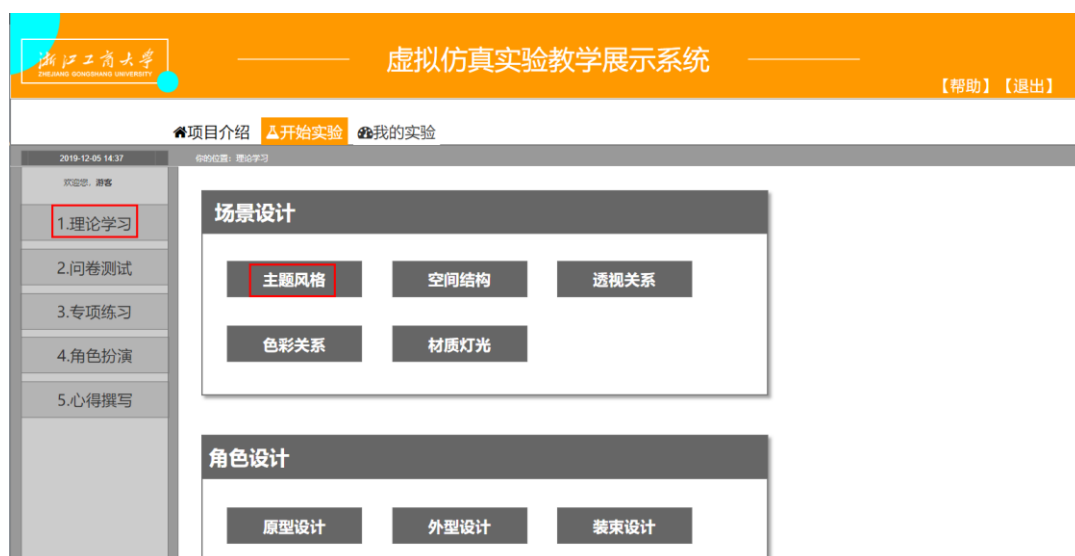 浙江工商大学
ZHEJIANG GONGSHANG UNIVERSITY
虚拟仿真实验教学展示系统
【帮助】【退出】
项目介绍 开始实验 我的实验
2019-12-05 14:37 你的位置：理论学习
欢迎您，游客
1.理论学习
2.问卷测试
3.专项练习
4.角色扮演
5.心得撰写
场景设计
主题风格 空间结构 透视关系
色彩关系 材质灯光
角色设计
原型设计 外型设计 装束设计